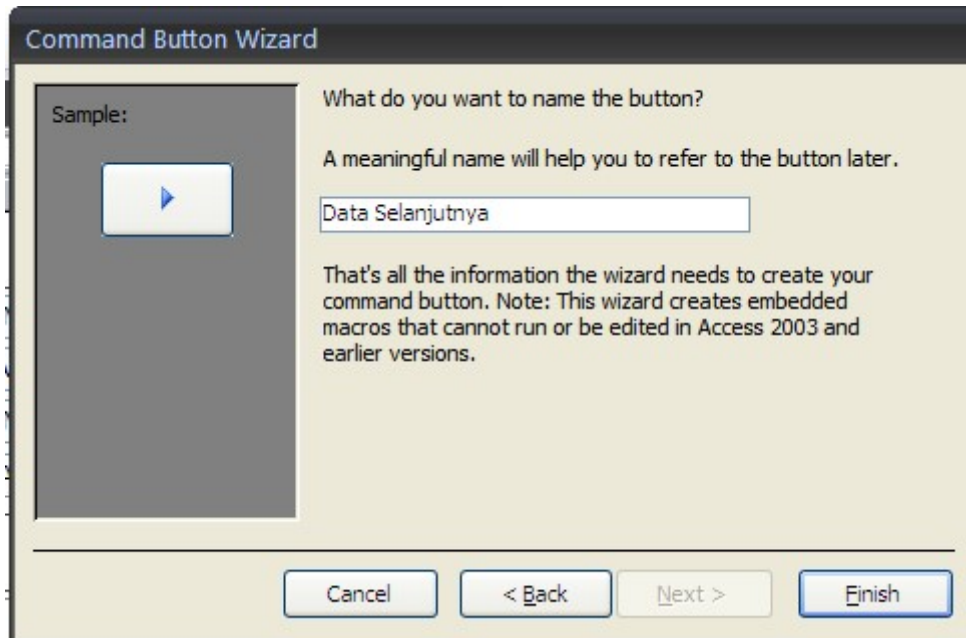 Command Button Wizard
Sample:
What do you want to name the button?
A meaningful name will help you to refer to the button later.
Data Selanjutnya
That's all the information the wizard needs to create your
command button. Note: This wizard creates embedded
macros that cannot run or be edited in Access 2003 and
earlier versions.
Cancel
< Back
Next >
Finish